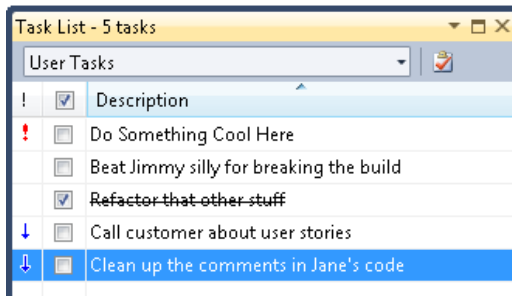 Task List - 5 tasks
User Tasks
! Description
! Do Something Cool Here
Beat Jimmy silly for breaking the build
Refactor that other stuff
Call customer about user stories
Clean up the comments in Jane's code